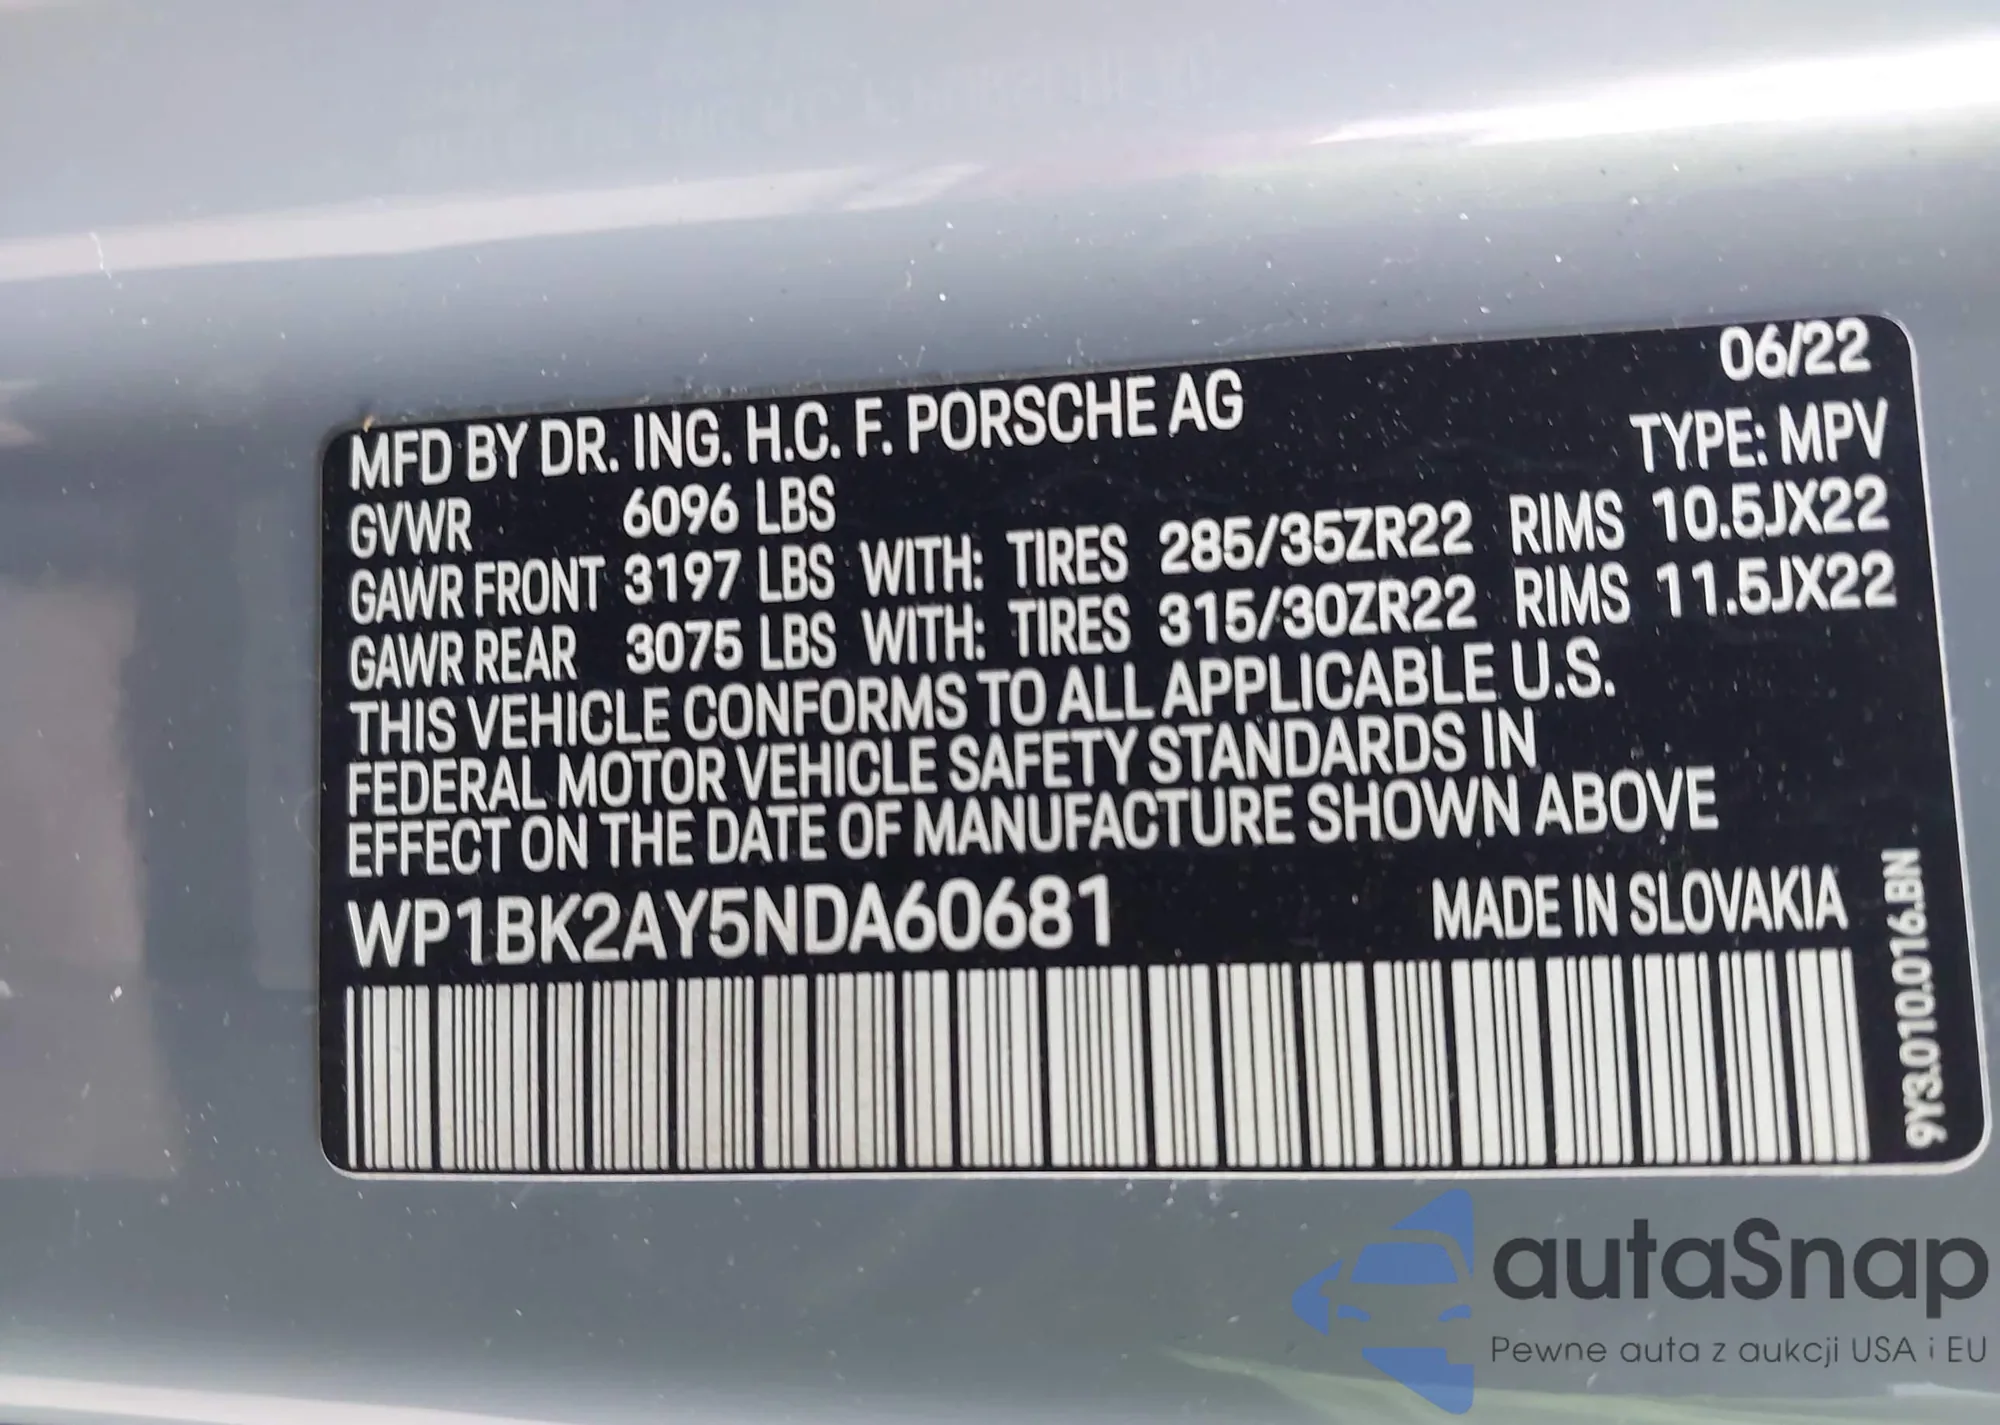 06/22
MFD BY DR. ING. H.C. F. PORSCHE AG
TYPE: MPV
GVWR 6096 LBS
GAWR FRONT 3197 LBS WITH: TIRES 285/35ZR22 RIMS 10.5JX22
GAWR REAR 3075 LBS WITH: TIRES 315/30ZR22 RIMS 11.5JX22
THIS VEHICLE CONFORMS TO ALL APPLICABLE U.S.
FEDERAL MOTOR VEHICLE SAFETY STANDARDS IN
EFFECT ON THE DATE OF MANUFACTURE SHOWN ABOVE
WP1BK2AY5NDA60681 MADE IN SLOVAKIA
9Y3.010.016.BN
autaSnap
Pewne auta z aukcji USA i EU